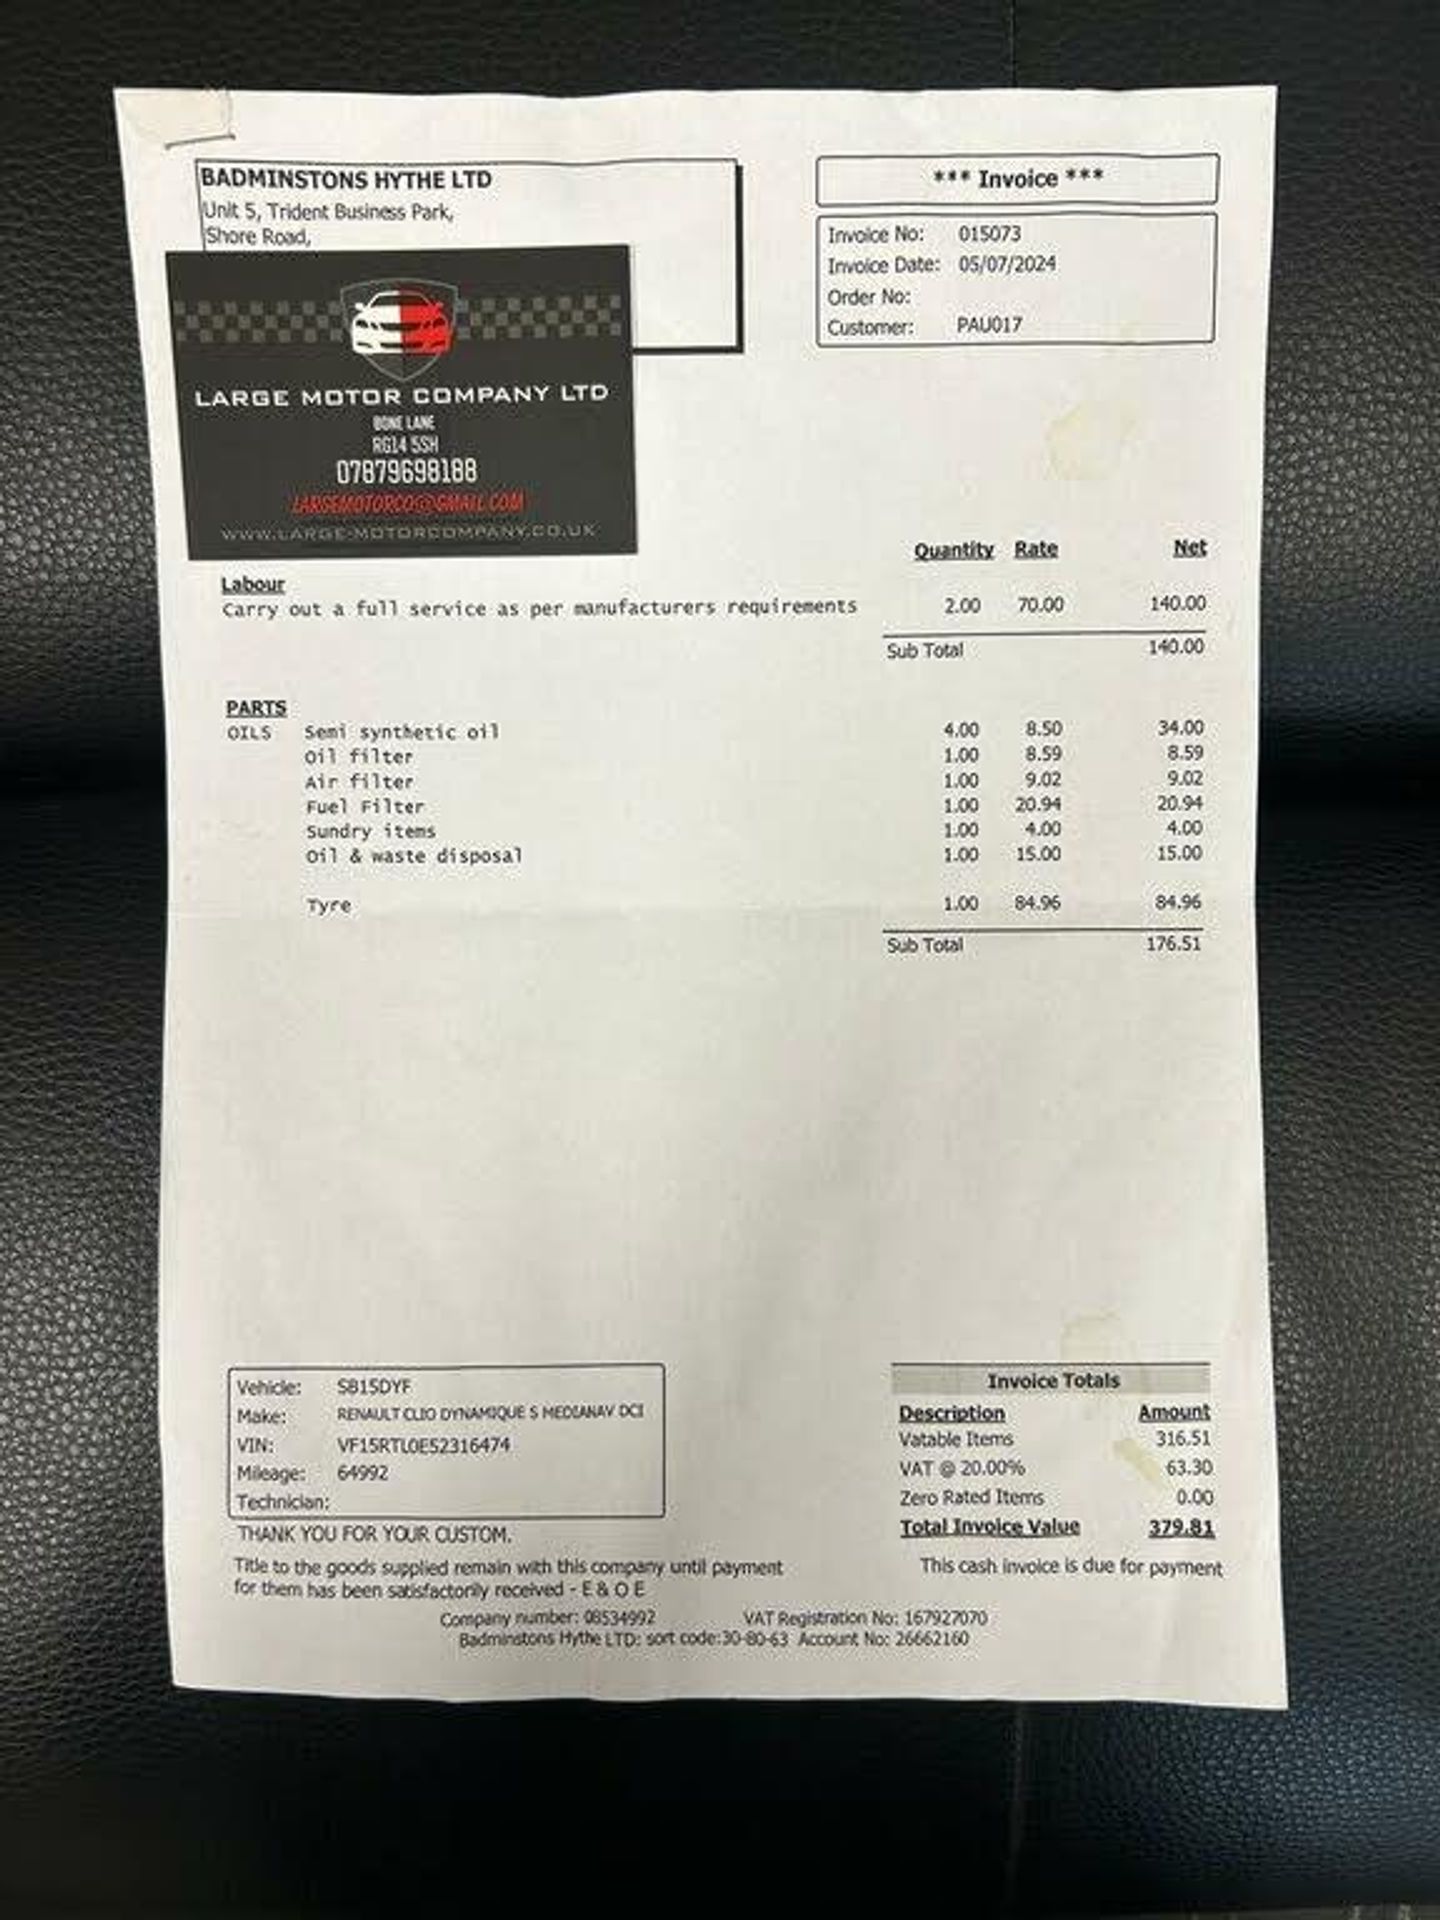 BADMINSTONS HYTHE LTD
Unit 5, Trident Business Park,
Shore Road,
*** Invoice ***
Invoice No: 015073
Invoice Date: 05/07/2024
Order No:
Customer: PAU017
LARGE MOTOR COMPANY LTD
BONE LANE
RG14 5SH
07879698188
LARGEMOTORCO@GMAIL.COM
WWW.LARGE-MOTORCOMPANY.CO.UK
Quantity Rate Net
Labour
Carry out a full service as per manufacturers requirements 2.00 70.00 140.00
Sub Total 140.00
PARTS
OILS Semi synthetic oil 4.00 8.50 34.00
Oil filter 1.00 8.59 8.59
Air filter 1.00 9.02 9.02
Fuel Filter 1.00 20.94 20.94
Sundry items 1.00 4.00 4.00
Oil & waste disposal 1.00 15.00 15.00
Tyre 1.00 84.96 84.96
Sub Total 176.51
Vehicle: SB15DYF
Make: RENAULT CLIO DYNAMIQUE S MEDIANAV DCI
VIN: VF15RTL0E52316474
Mileage: 64992
Technician:
THANK YOU FOR YOUR CUSTOM.
Invoice Totals
Description Amount
Vatable Items 316.51
VAT @ 20.00% 63.30
Zero Rated Items 0.00
Total Invoice Value 379.81
Title to the goods supplied remain with this company until payment
for them has been satisfactorily received - E & O E
This cash invoice is due for payment
Company number: 08534992 VAT Registration No: 167927070
Badminstons Hythe LTD: sort code:30-80-63 Account No: 26662160